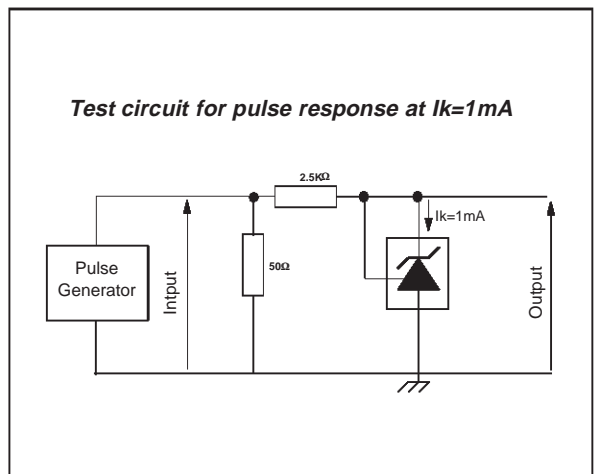 Test circuit for pulse response at Ik=1mA
2.5KΩ
Ik=1mA
50Ω
Pulse
Generator
Intput
Output